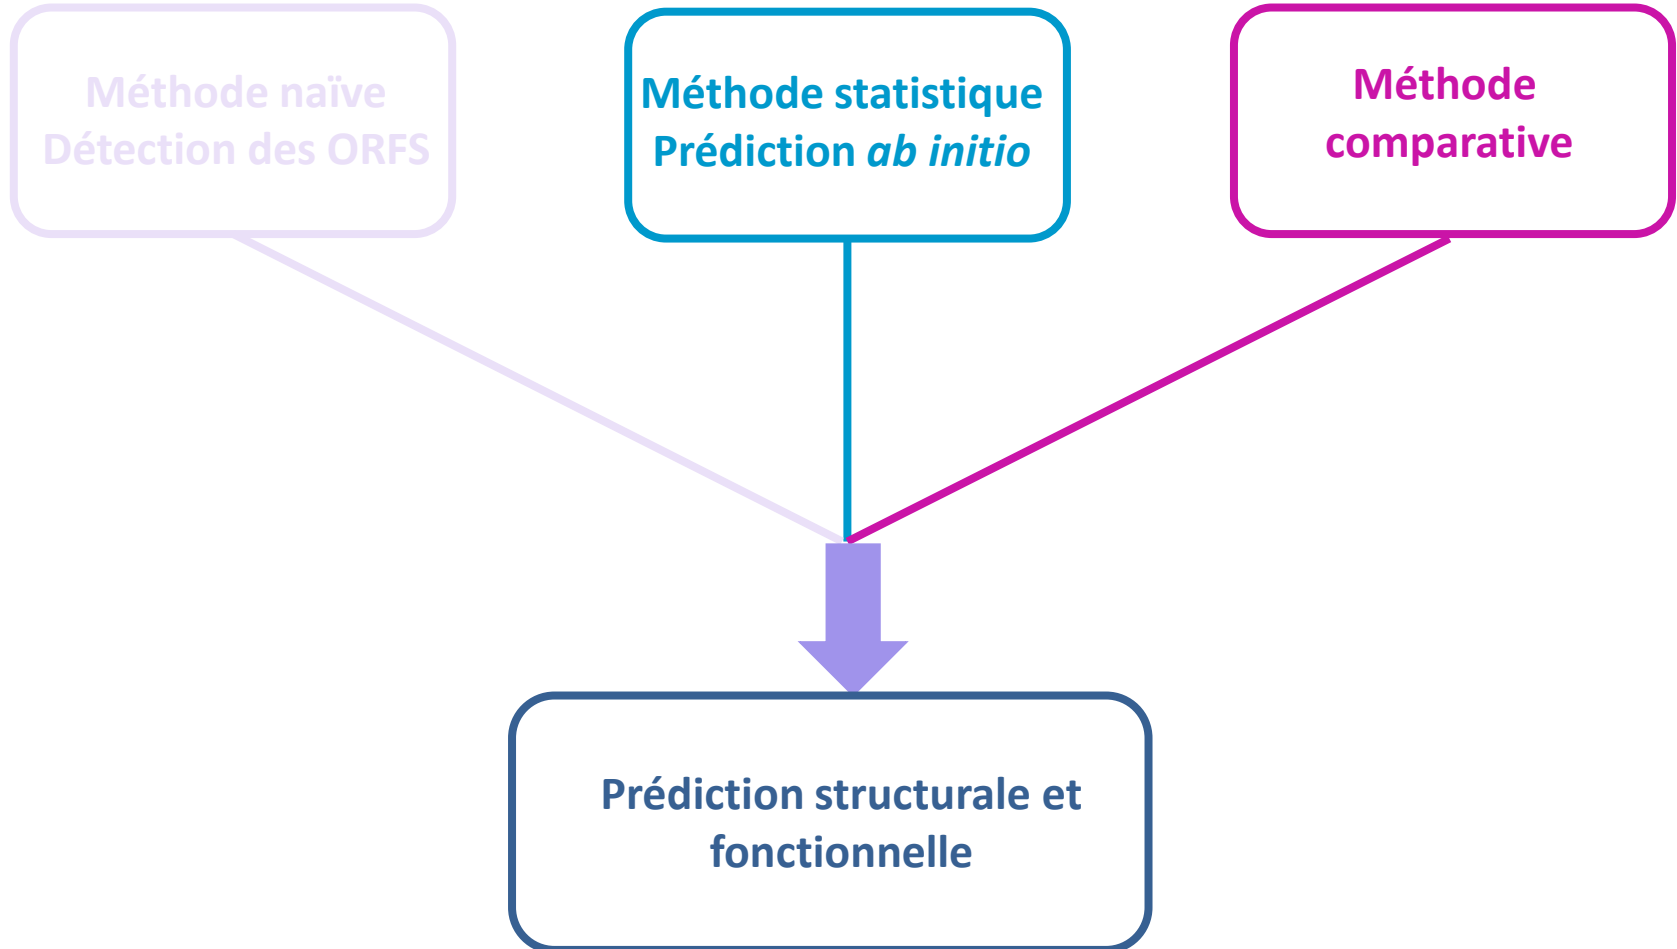 Méthode naïve
Détection des ORFS
Méthode statistique
Prédiction ab initio
Méthode
comparative
Prédiction structurale et
fonctionnelle